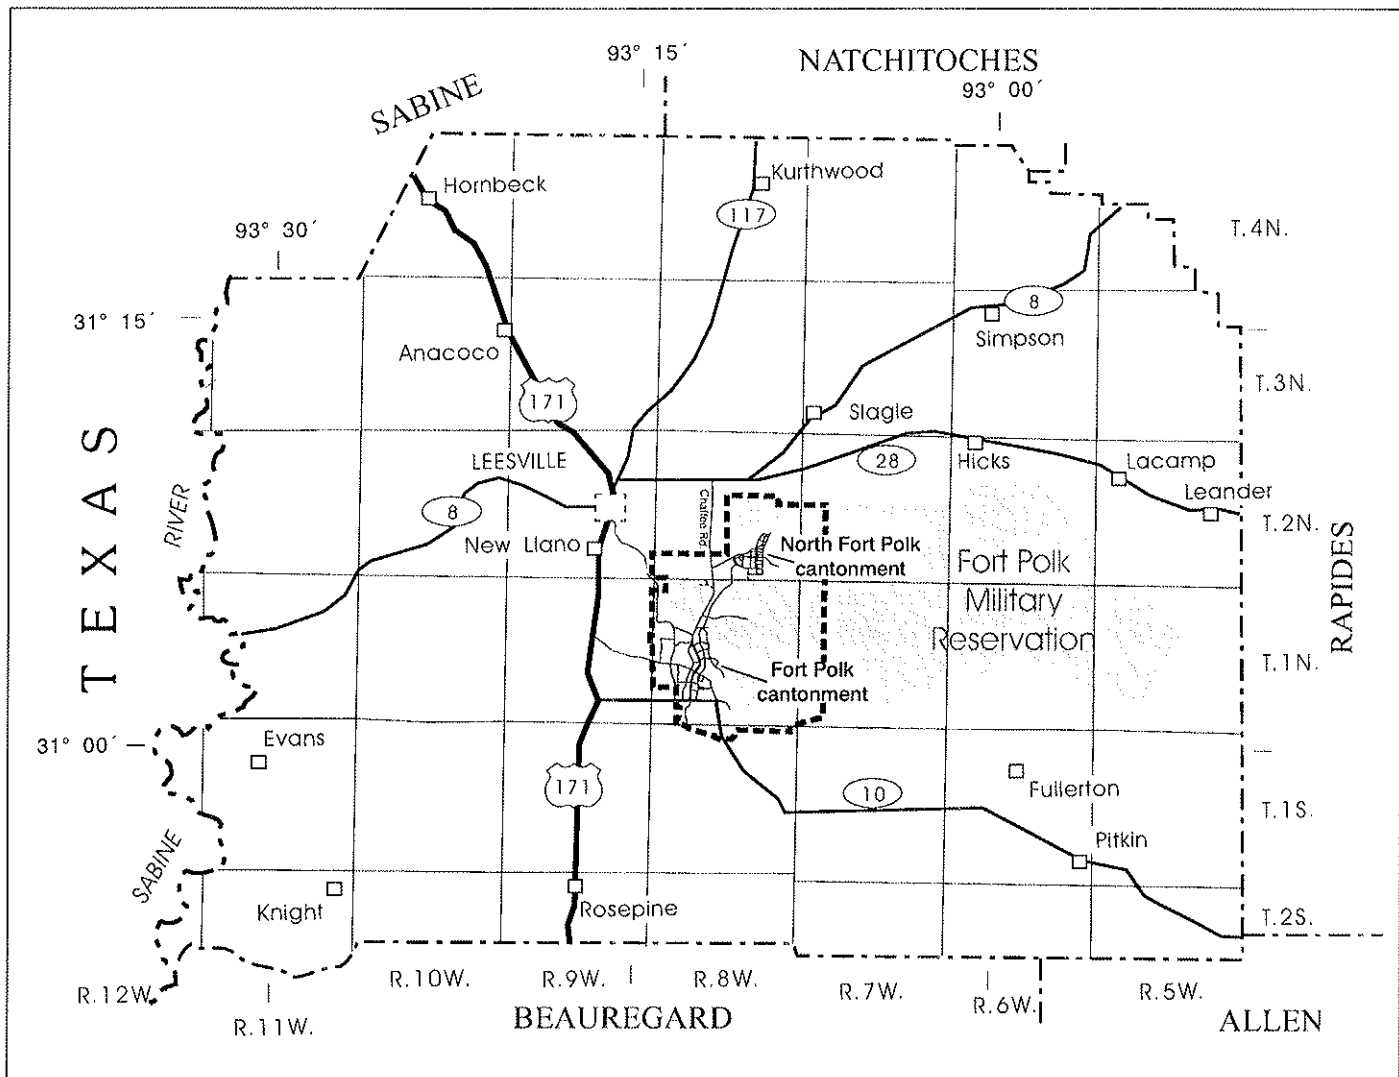 93° 15´
NATCHITOCHES
93° 00´
SABINE
Hornbeck
Kurthwood
117
T.4N.
93° 30´
31° 15´
8
Simpson
Anacoco
T.3N.
171
Slagle
LEESVILLE
28
Hicks
Lacamp
Leander
TEXAS
RIVER
8
Chaffee Rd
T.2N.
New Llano
North Fort Polk
cantonment
Fort Polk
Military
Reservation
RAPIDES
Fort Polk
cantonment
T.1N.
31° 00´
Evans
171
10
Fullerton
T.1S.
SABINE
Pitkin
Knight
Rosepine
T.2S.
R.12W.
R.11W.
R.10W.
R.9W.
R.8W.
R.7W.
R.6W.
R.5W.
BEAUREGARD
ALLEN